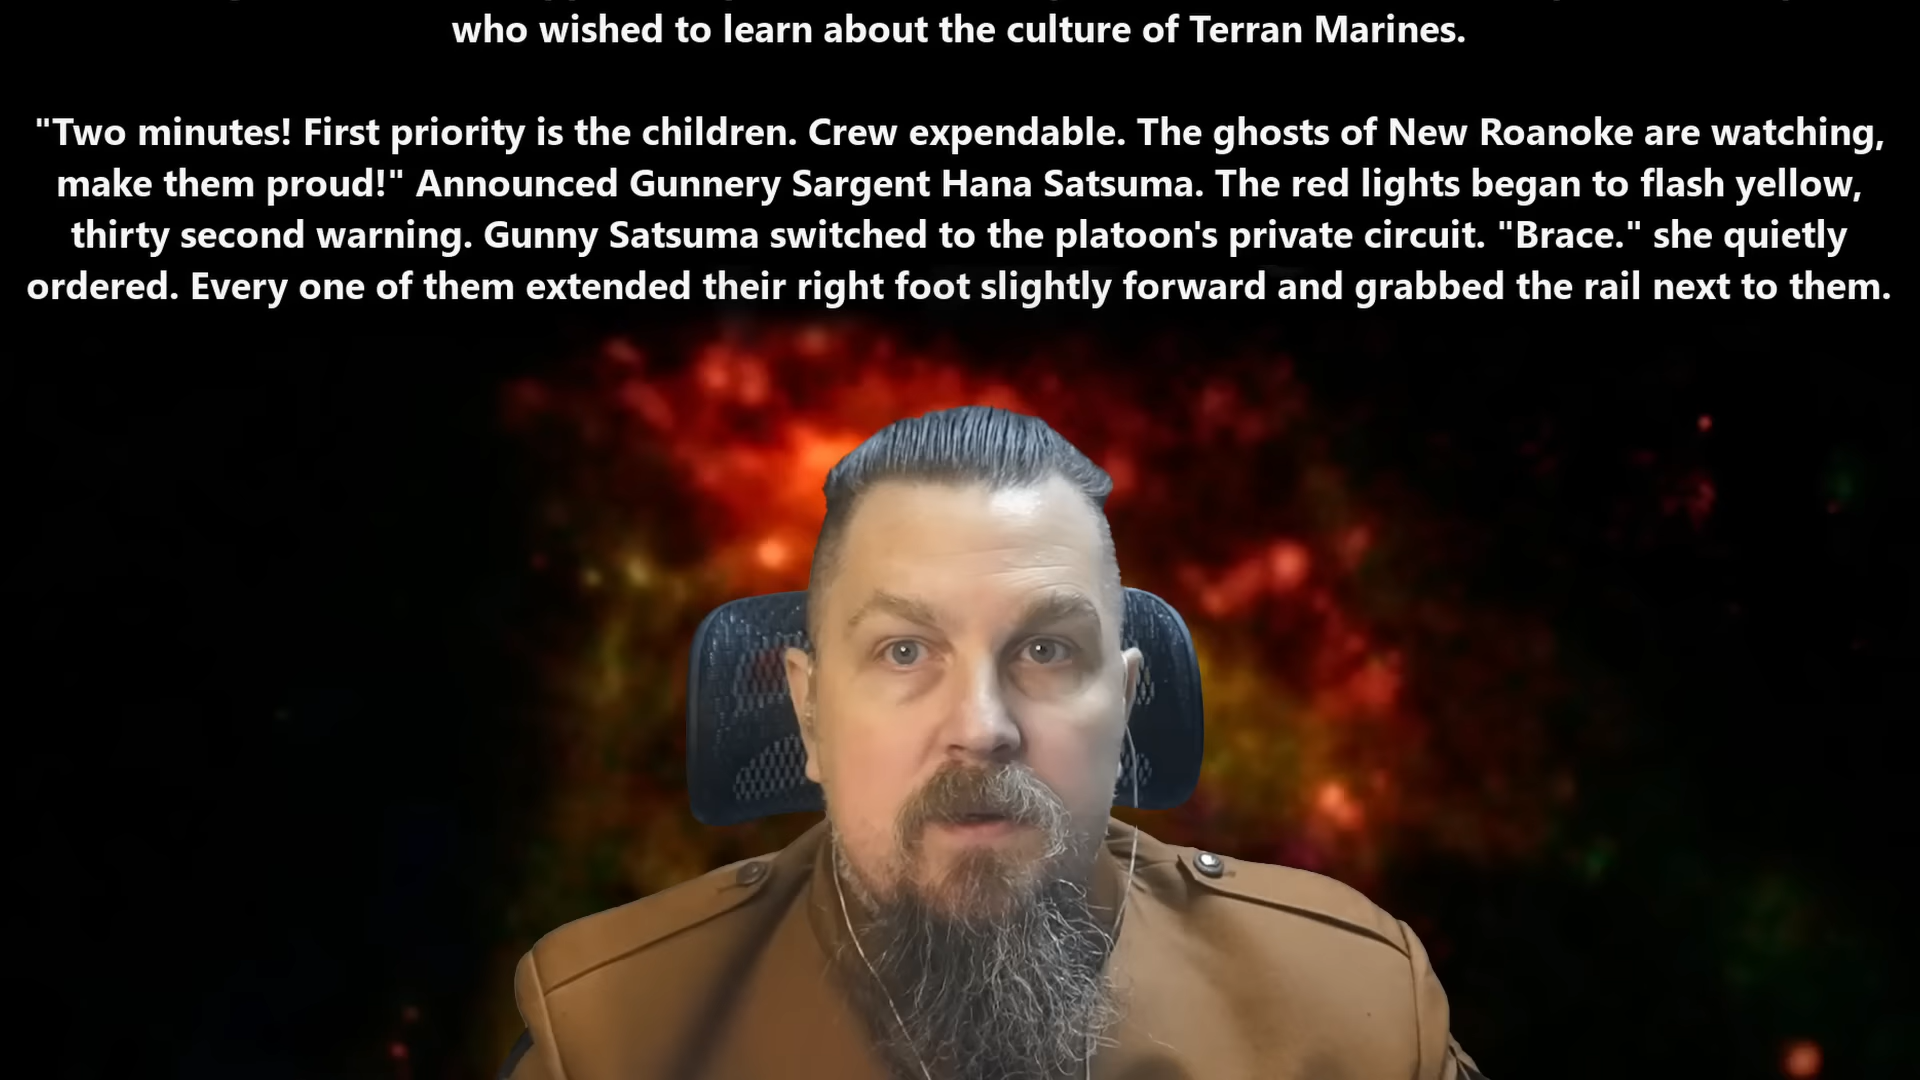 who wished to learn about the culture of Terran Marines.
"Two minutes! First priority is the children. Crew expendable. The ghosts of New Roanoke are watching,
make them proud!" Announced Gunnery Sargent Hana Satsuma. The red lights began to flash yellow,
thirty second warning. Gunny Satsuma switched to the platoon's private circuit. "Brace." she quietly
ordered. Every one of them extended their right foot slightly forward and grabbed the rail next to them.